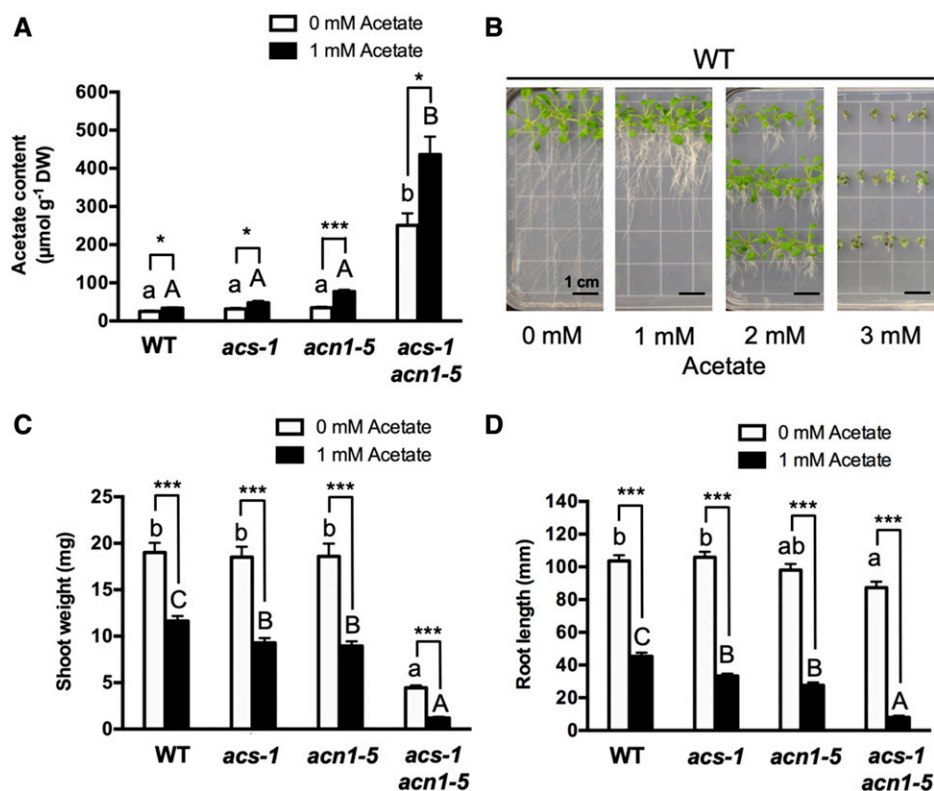 A
0 mM Acetate
1 mM Acetate
Acetate content
(µmol g⁻¹ DW)
600
500
400
300
200
100
0
*
a A
*
a A
***
a A
*
b B
WT
acs-1
acn1-5
acs-1
acn1-5
B
WT
1 cm
0 mM
1 mM
2 mM
3 mM
Acetate
C
0 mM Acetate
1 mM Acetate
Shoot weight (mg)
25
20
15
10
5
0
***
b C
***
b B
***
b B
***
a A
WT
acs-1
acn1-5
acs-1
acn1-5
D
0 mM Acetate
1 mM Acetate
Root length (mm)
140
120
100
80
60
40
20
0
***
b C
***
b B
***
ab B
***
a A
WT
acs-1
acn1-5
acs-1
acn1-5